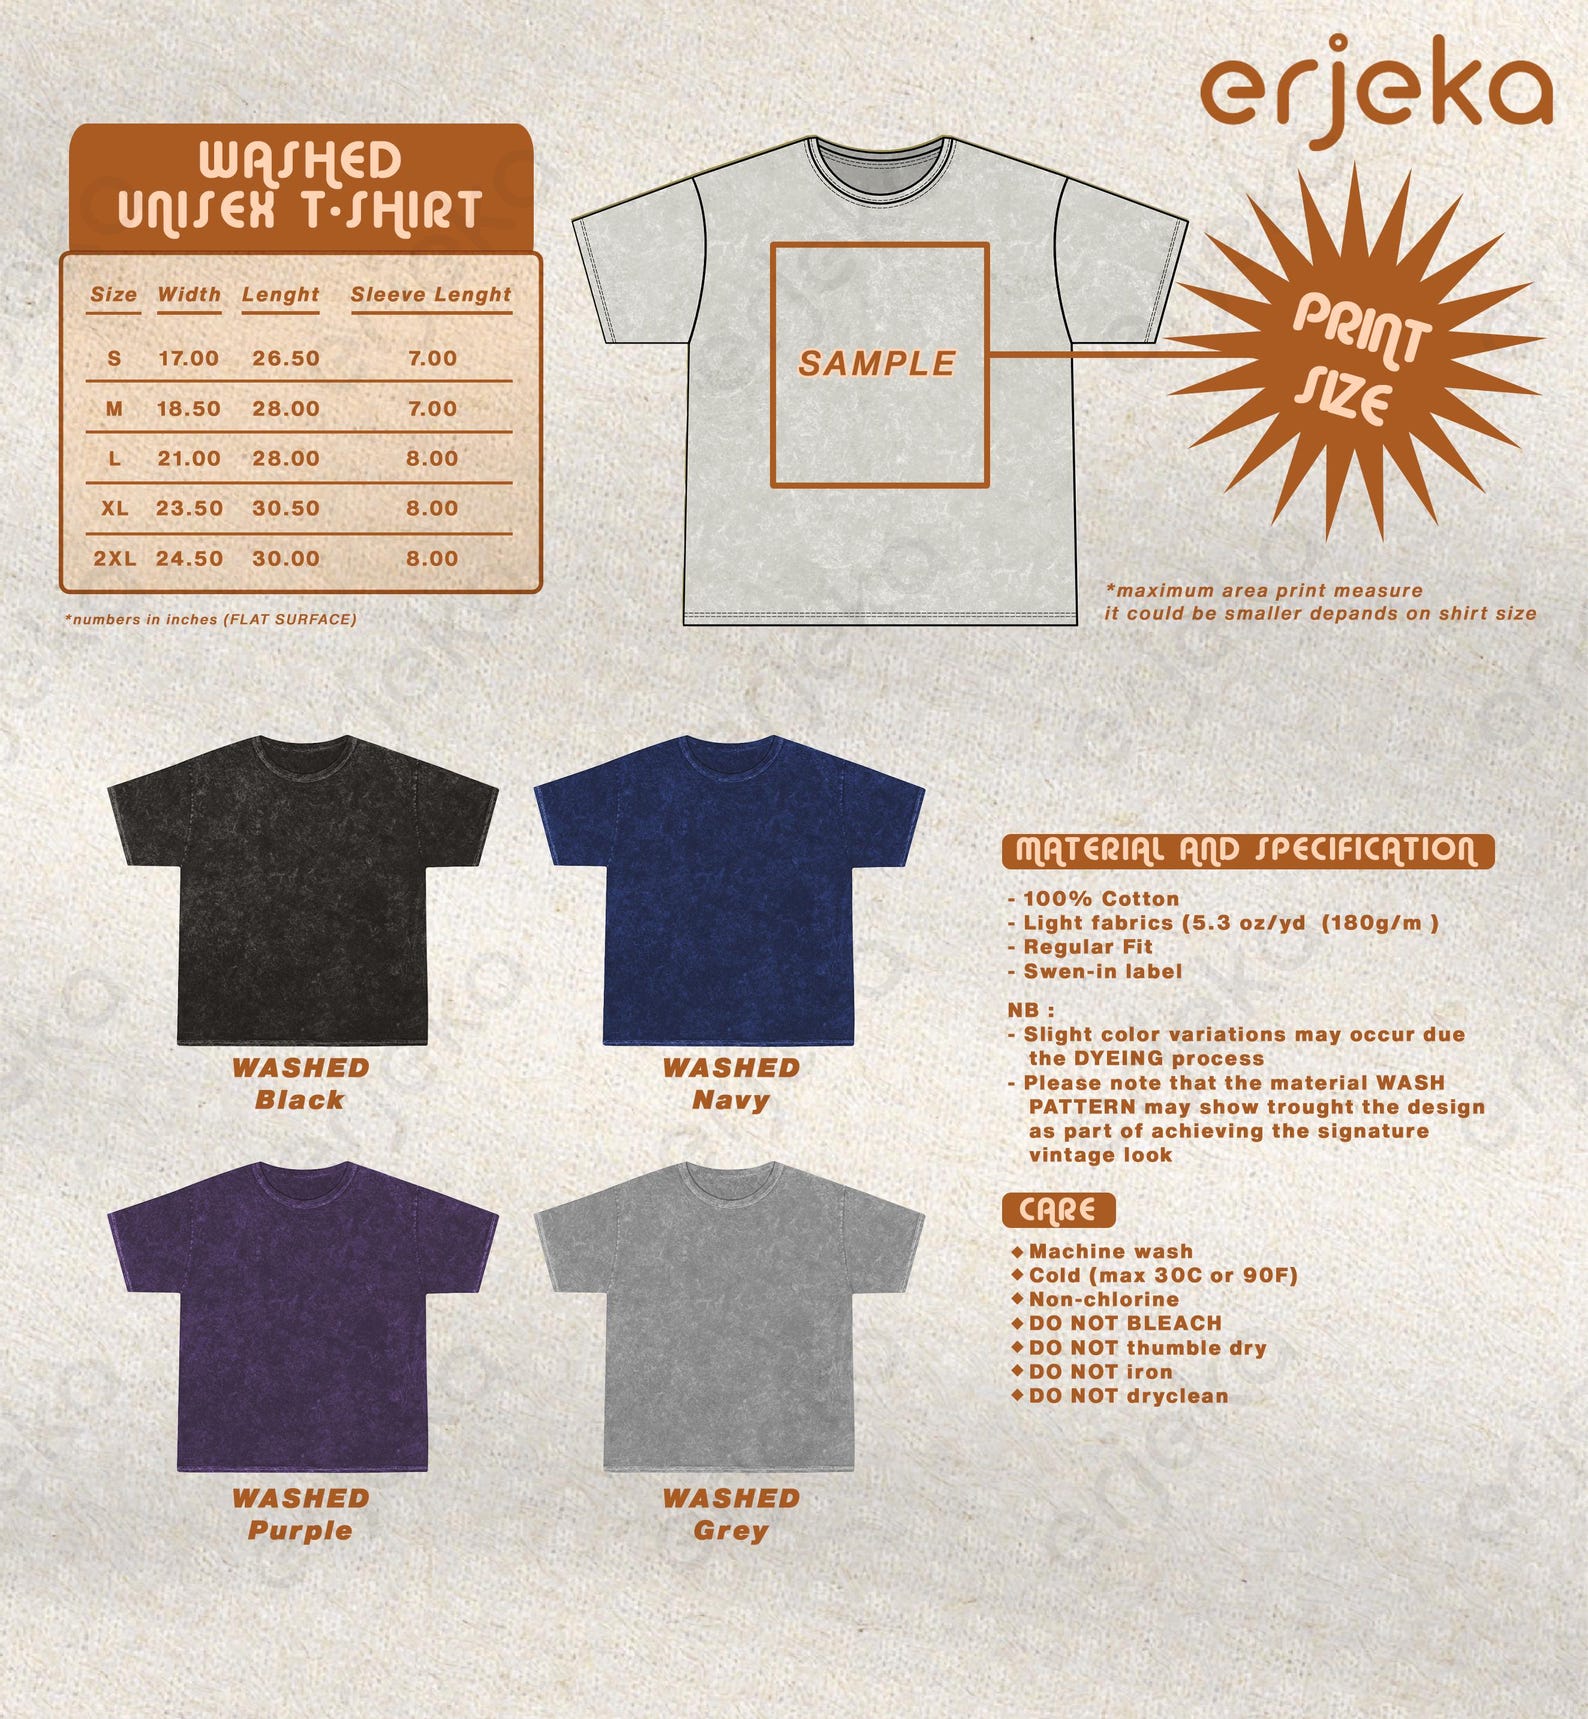 erjeka
WASHED
UNISEX T-SHIRT
Size Width Lenght Sleeve Lenght
S 17.00 26.50 7.00
M 18.50 28.00 7.00
L 21.00 28.00 8.00
XL 23.50 30.50 8.00
2XL 24.50 30.00 8.00
*numbers in inches (FLAT SURFACE)
SAMPLE
PRINT
SIZE
*maximum area print measure
it could be smaller depands on shirt size
WASHED
Black
WASHED
Navy
WASHED
Purple
WASHED
Grey
MATERIAL AND SPECIFICATION
- 100% Cotton
- Light fabrics (5.3 oz/yd (180g/m )
- Regular Fit
- Swen-in label
NB :
- Slight color variations may occur due
the DYEING process
- Please note that the material WASH
PATTERN may show trought the design
as part of achieving the signature
vintage look
CARE
◆ Machine wash
◆ Cold (max 30C or 90F)
◆ Non-chlorine
◆ DO NOT BLEACH
◆ DO NOT thumble dry
◆ DO NOT iron
◆ DO NOT dryclean